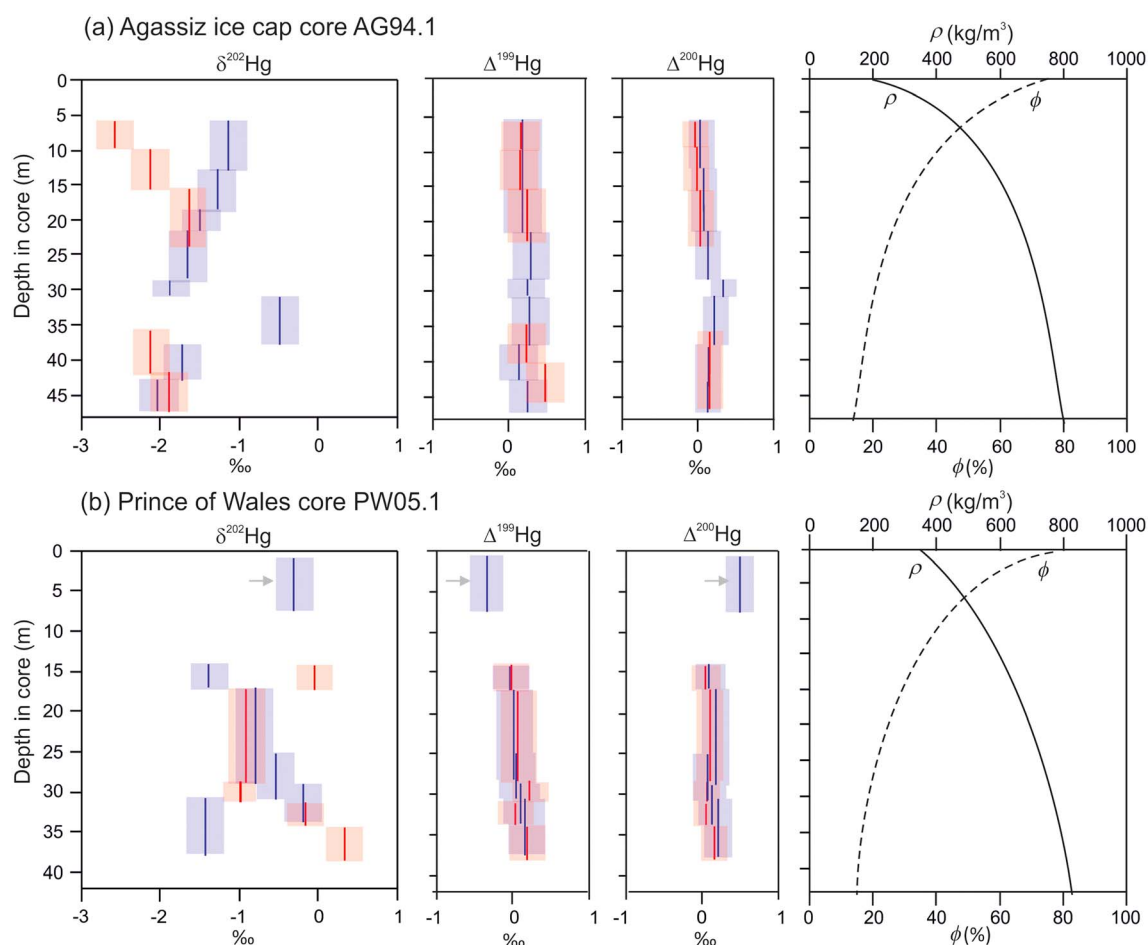 (a) Agassiz ice cap core AG94.1
δ²⁰²Hg
Δ¹⁹⁹Hg
Δ²⁰⁰Hg
ρ (kg/m³)
0 200 400 600 800 1000
Depth in core (m)
0
5
10
15
20
25
30
35
40
45
ρ
ϕ
-3 -2 -1 0 1
‰
-1 0 1
‰
-1 0 1
‰
0 20 40 60 80 100
ϕ(%)
(b) Prince of Wales core PW05.1
δ²⁰²Hg
Δ¹⁹⁹Hg
Δ²⁰⁰Hg
ρ (kg/m³)
0 200 400 600 800 1000
Depth in core (m)
0
5
10
15
20
25
30
35
40
ρ
ϕ
-3 -2 -1 0 1
‰
-1 0 1
‰
-1 0 1
‰
0 20 40 60 80 100
ϕ(%)